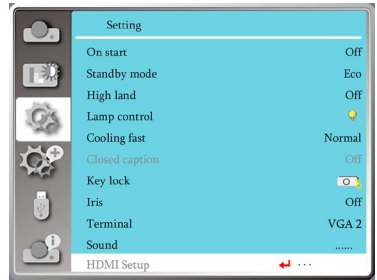 Setting
On start Off
Standby mode Eco
High land Off
Lamp control
Cooling fast Normal
Closed caption Off
Key lock
Iris Off
Terminal VGA 2
Sound ......
HDMI Setup ...